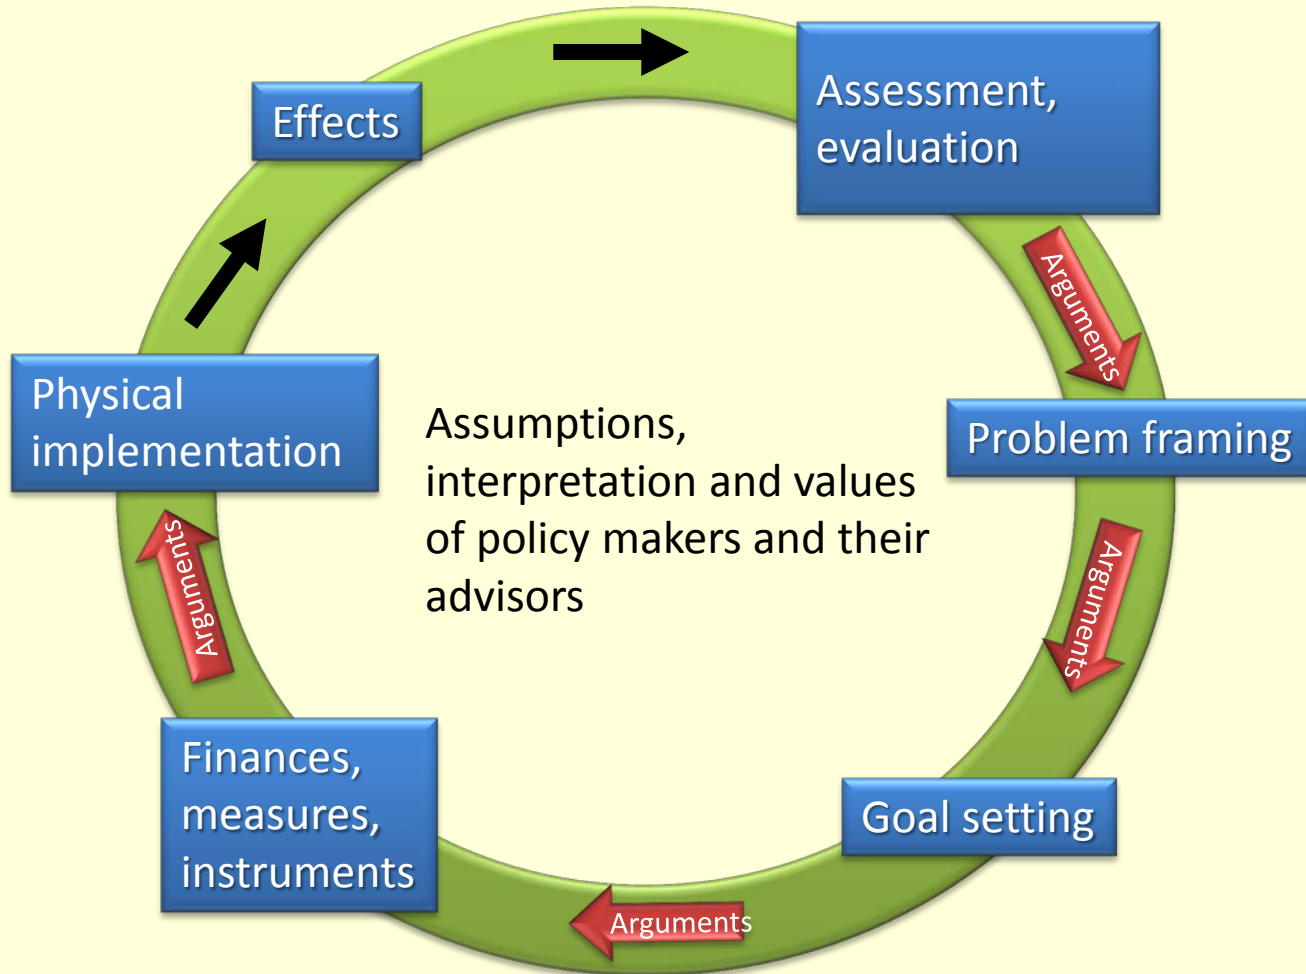 Effects
Assessment,
evaluation
Arguments
Problem framing
Arguments
Goal setting
Arguments
Finances,
measures,
instruments
Arguments
Physical
implementation
Assumptions,
interpretation and values
of policy makers and their
advisors